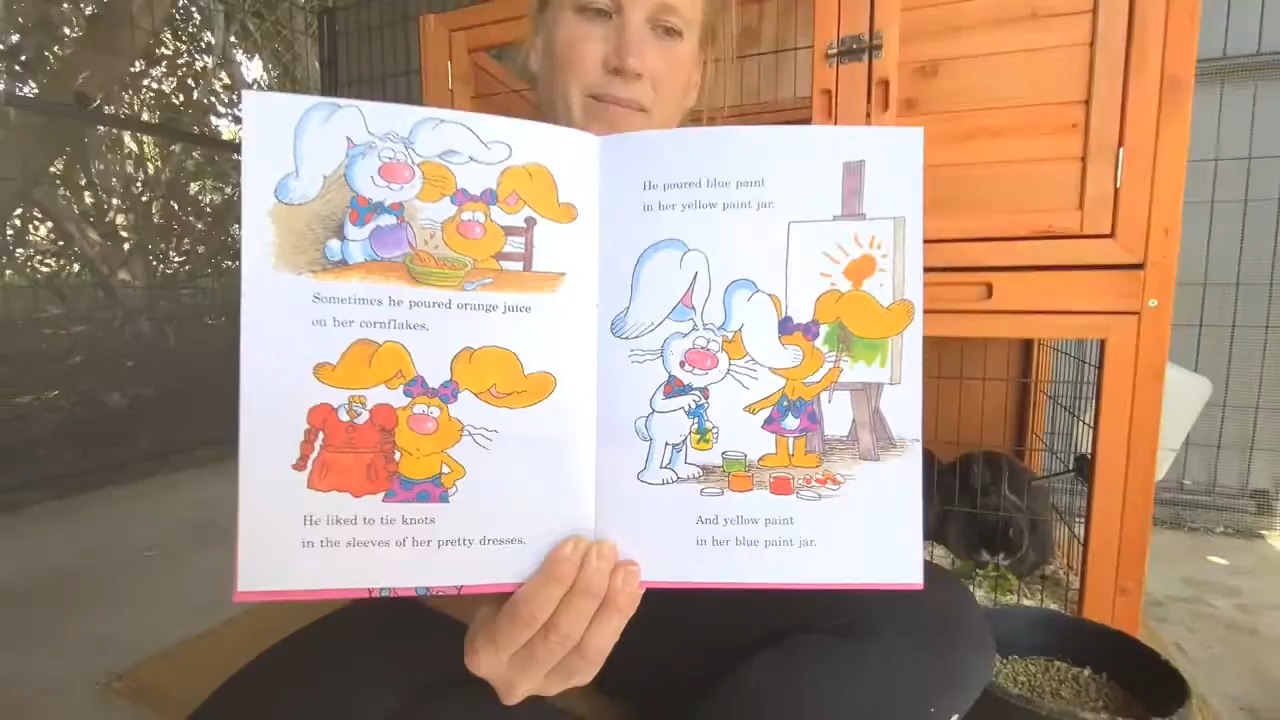 Sometimes he poured orange juice
on her cornflakes.
He liked to tie knots
in the sleeves of her pretty dresses.
He poured blue paint
in her yellow paint jar.
And yellow paint
in her blue paint jar.